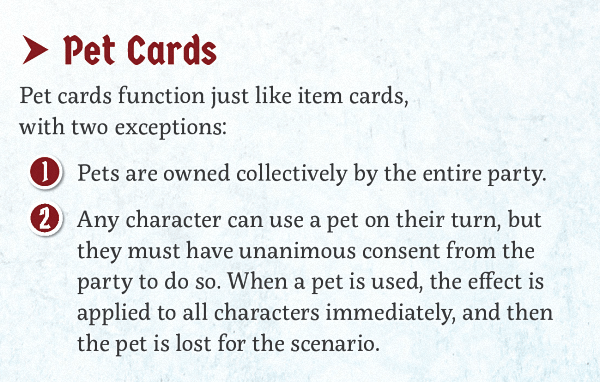 Pet Cards
Pet cards function just like item cards,
with two exceptions:
1 Pets are owned collectively by the entire party.
2 Any character can use a pet on their turn, but
they must have unanimous consent from the
party to do so. When a pet is used, the effect is
applied to all characters immediately, and then
the pet is lost for the scenario.